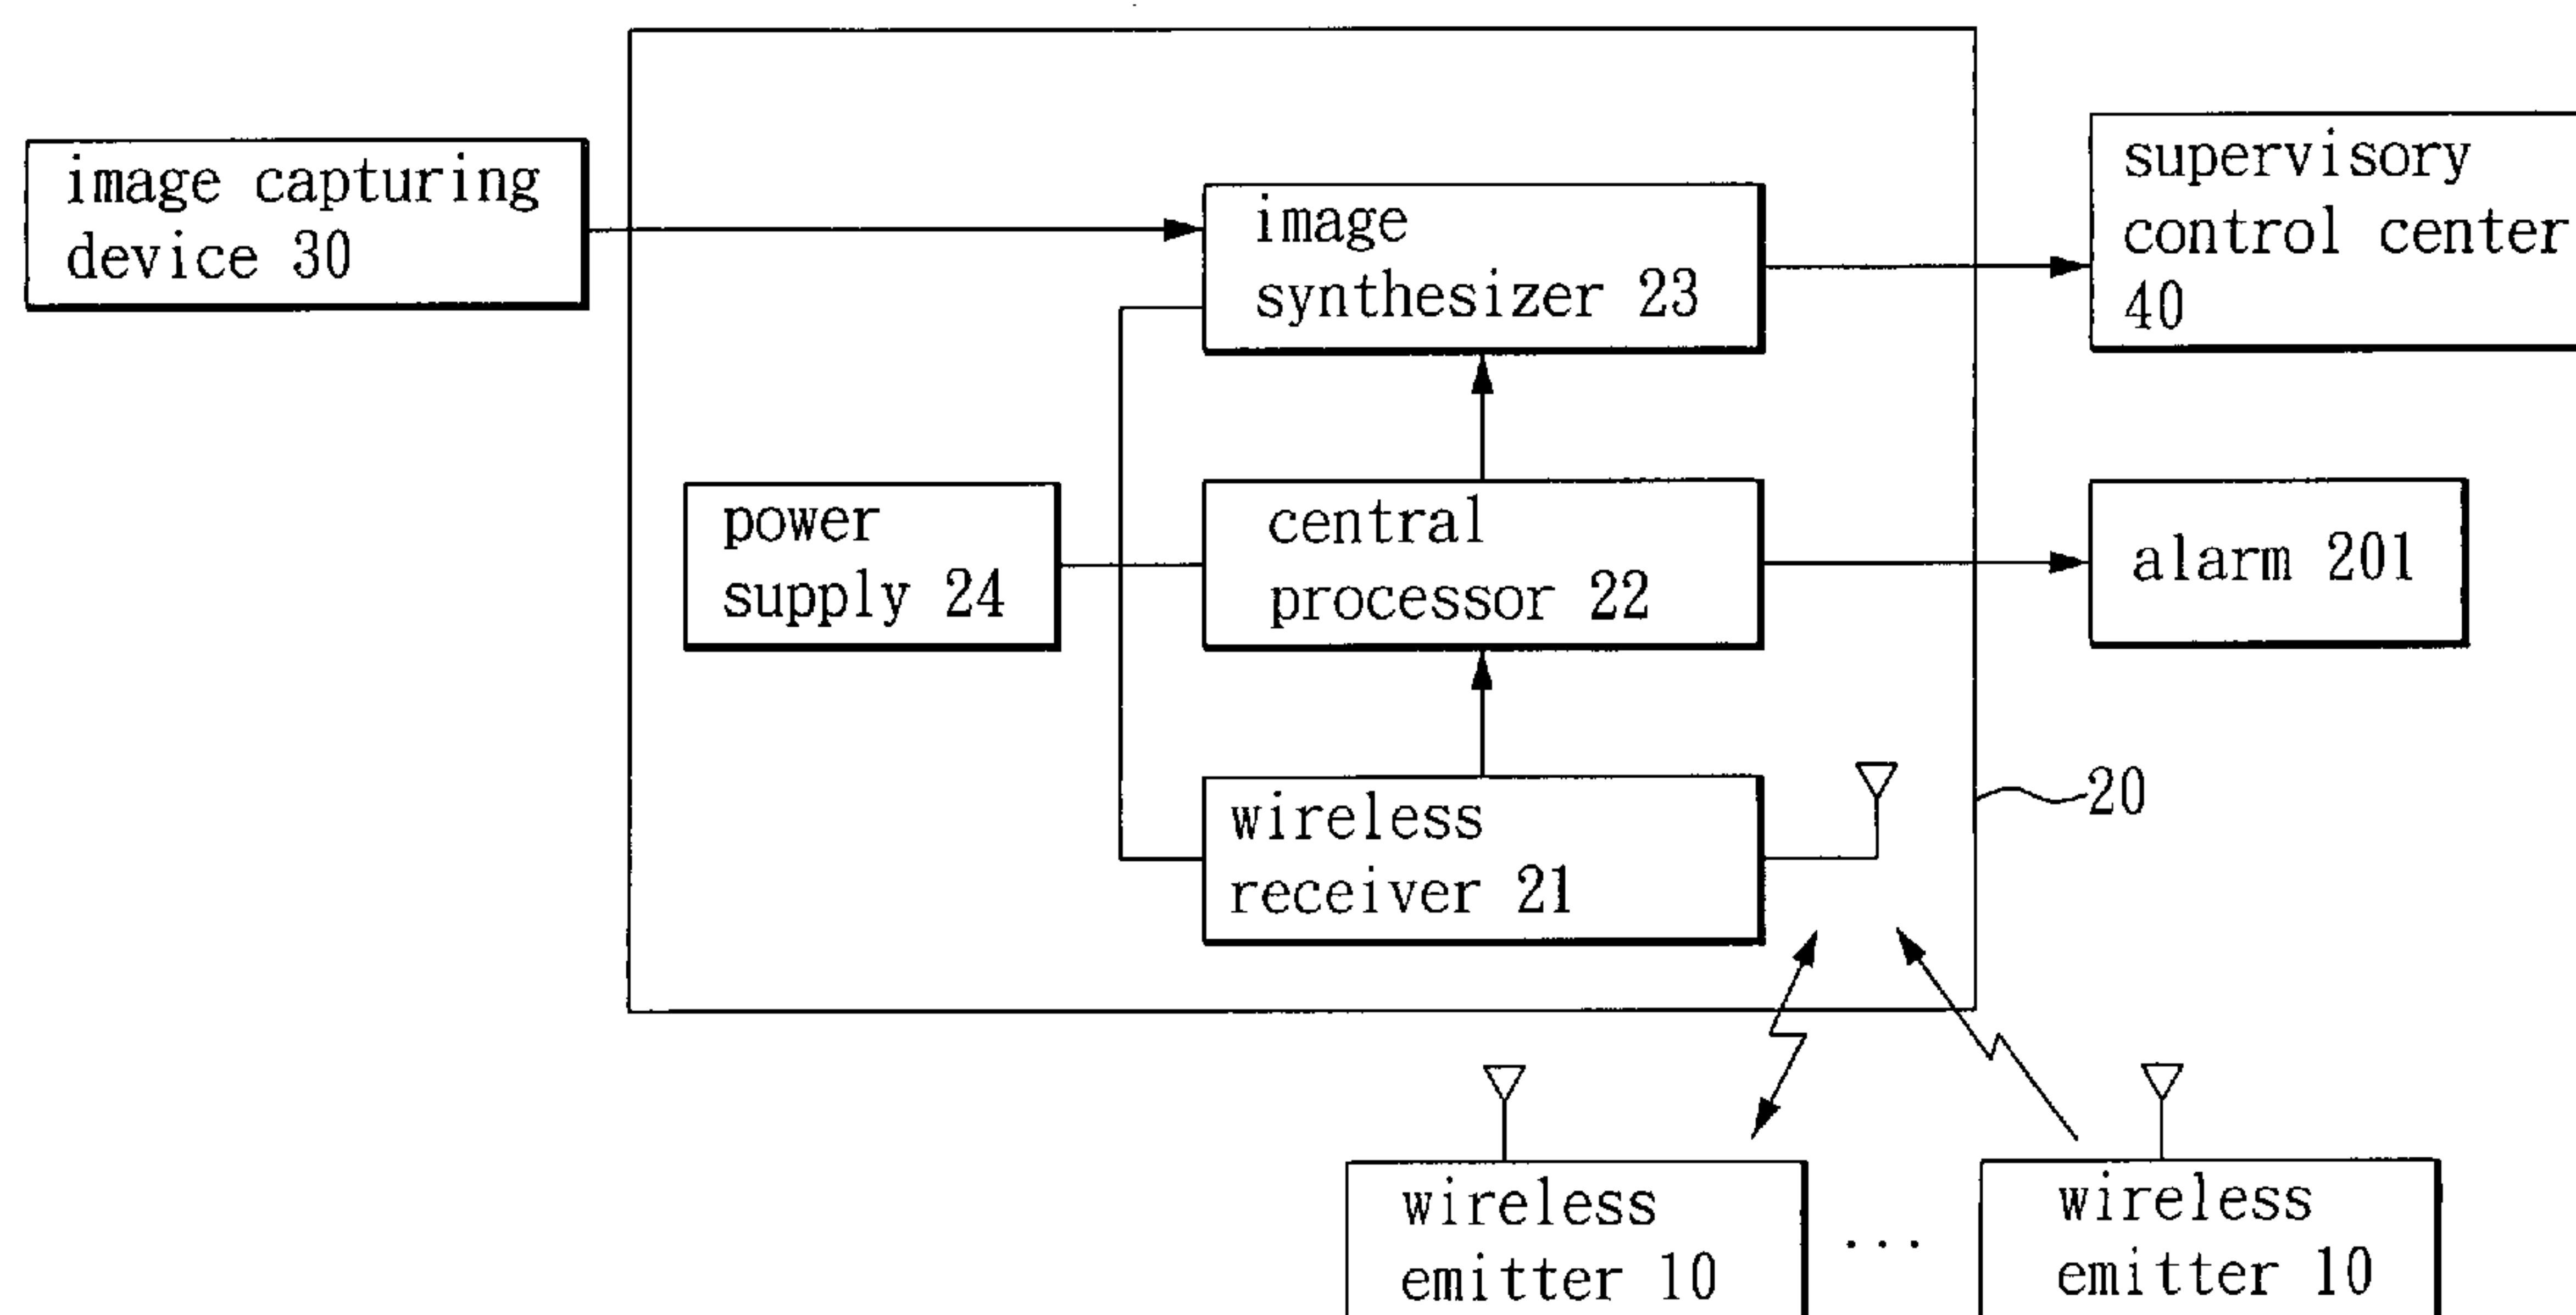 image capturing
device 30
image
synthesizer 23
supervisory
control center
40
power
supply 24
central
processor 22
alarm 201
wireless
receiver 21
20
wireless
emitter 10
...
wireless
emitter 10